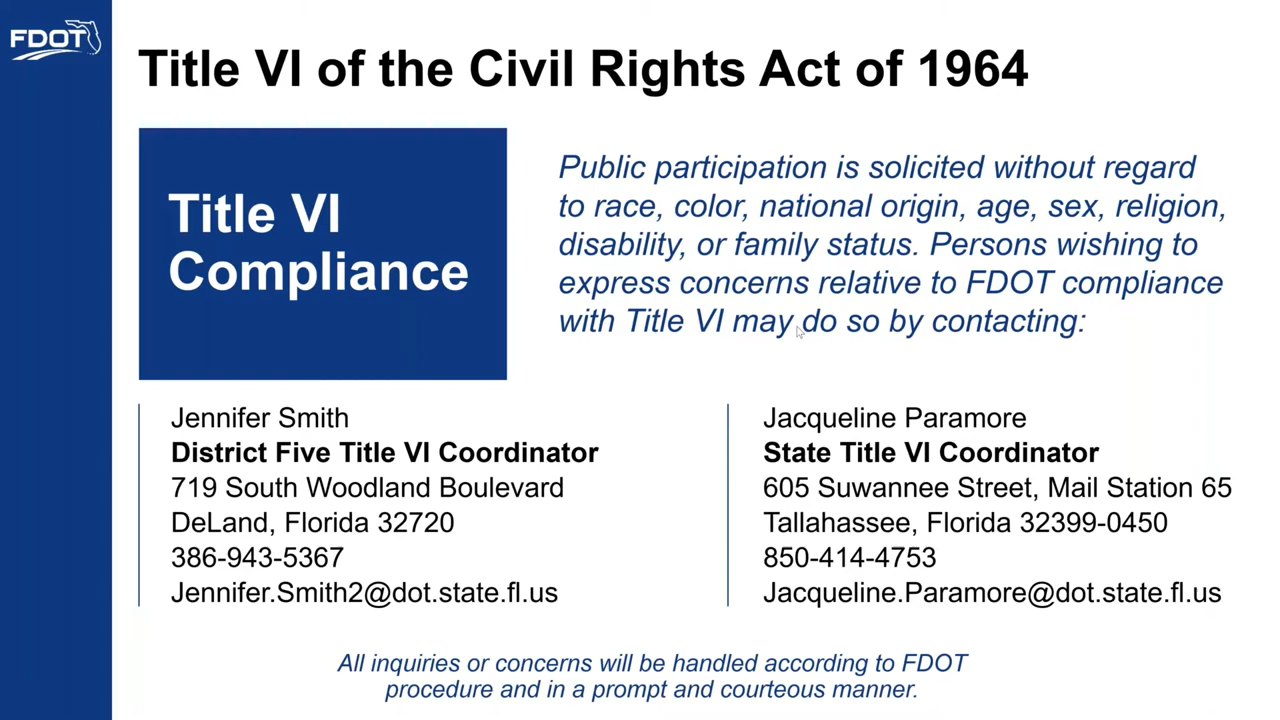 FDOT
Title VI of the Civil Rights Act of 1964
Title VI
Compliance
Public participation is solicited without regard
to race, color, national origin, age, sex, religion,
disability, or family status. Persons wishing to
express concerns relative to FDOT compliance
with Title VI may do so by contacting:
Jennifer Smith
District Five Title VI Coordinator
719 South Woodland Boulevard
DeLand, Florida 32720
386-943-5367
Jennifer.Smith2@dot.state.fl.us
Jacqueline Paramore
State Title VI Coordinator
605 Suwannee Street, Mail Station 65
Tallahassee, Florida 32399-0450
850-414-4753
Jacqueline.Paramore@dot.state.fl.us
All inquiries or concerns will be handled according to FDOT
procedure and in a prompt and courteous manner.